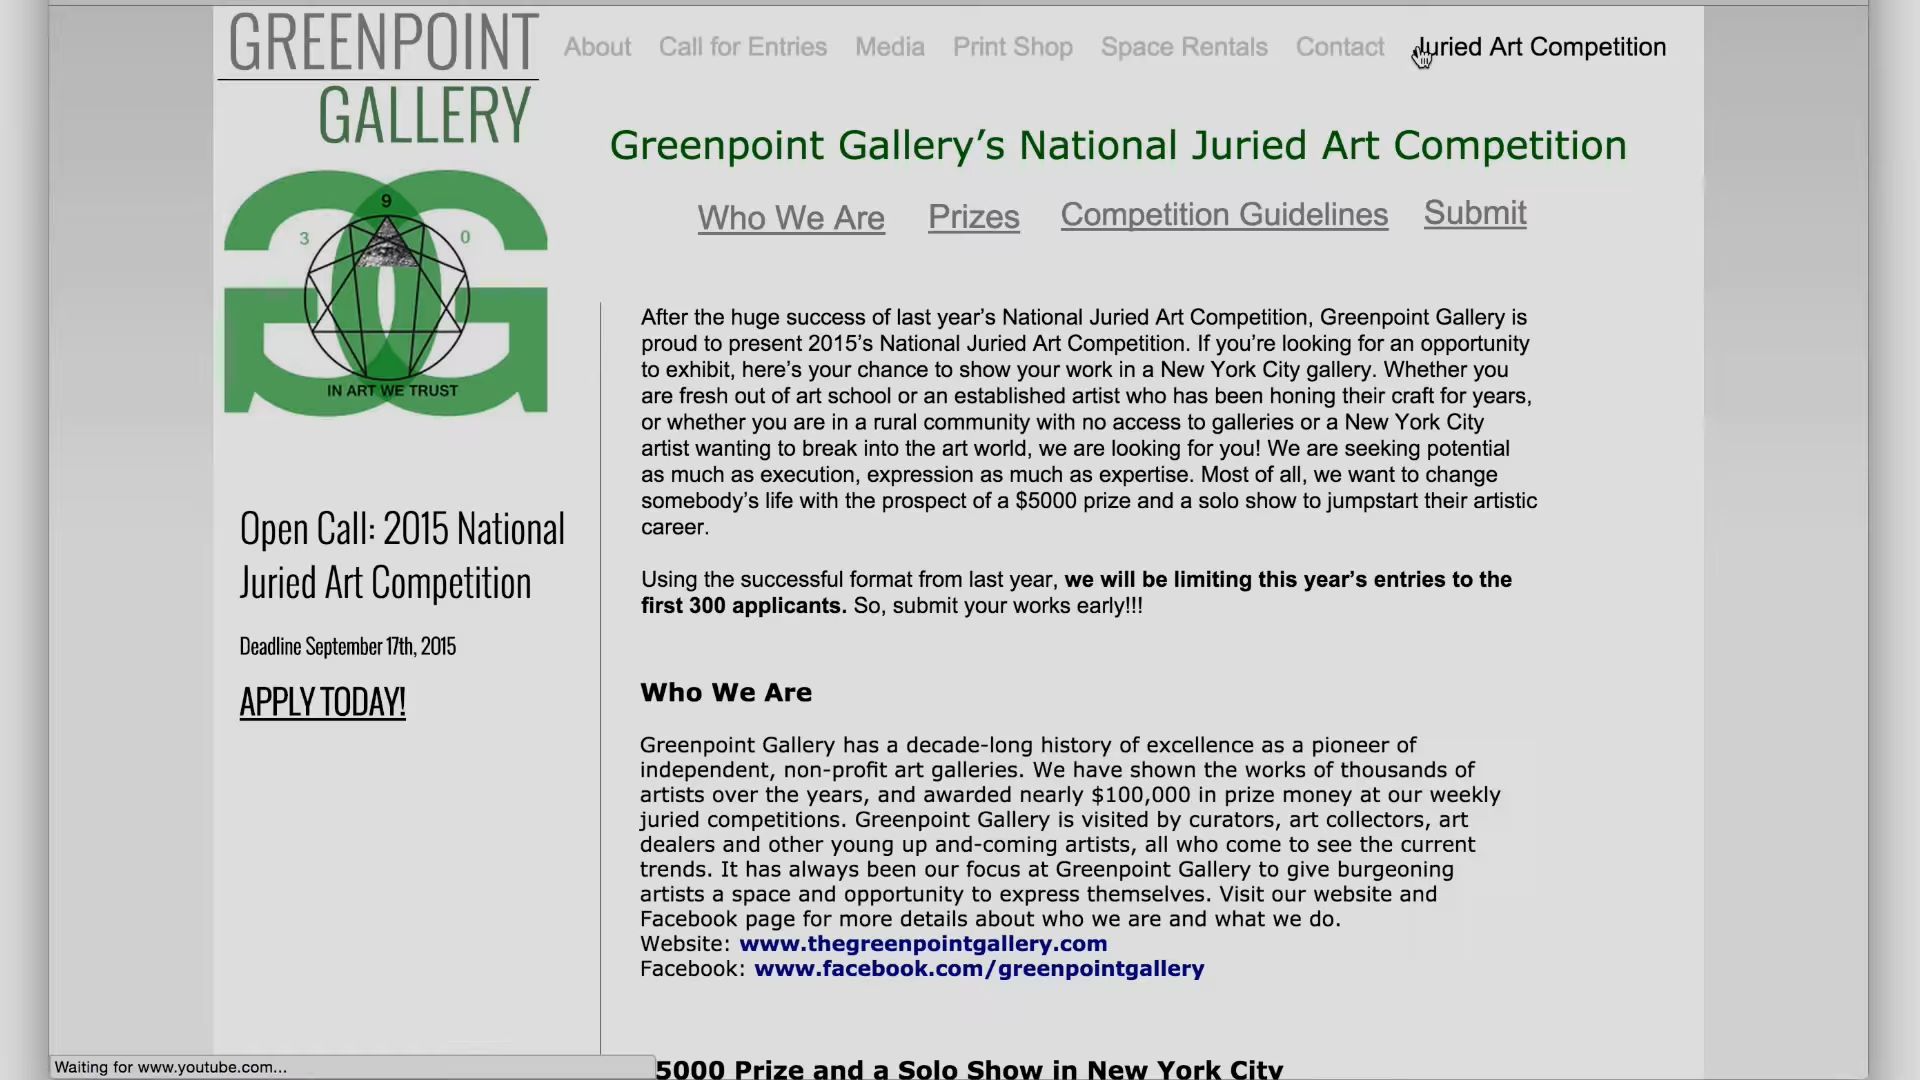 GREENPOINT
GALLERY
About Call for Entries Media Print Shop Space Rentals Contact Juried Art Competition
Greenpoint Gallery’s National Juried Art Competition
Who We Are Prizes Competition Guidelines Submit
9
3 0
IN ART WE TRUST
Open Call: 2015 National
Juried Art Competition
Deadline September 17th, 2015
APPLY TODAY!
After the huge success of last year’s National Juried Art Competition, Greenpoint Gallery is
proud to present 2015’s National Juried Art Competition. If you’re looking for an opportunity
to exhibit, here’s your chance to show your work in a New York City gallery. Whether you
are fresh out of art school or an established artist who has been honing their craft for years,
or whether you are in a rural community with no access to galleries or a New York City
artist wanting to break into the art world, we are looking for you! We are seeking potential
as much as execution, expression as much as expertise. Most of all, we want to change
somebody’s life with the prospect of a $5000 prize and a solo show to jumpstart their artistic
career.
Using the successful format from last year, we will be limiting this year’s entries to the
first 300 applicants. So, submit your works early!!!
Who We Are
Greenpoint Gallery has a decade-long history of excellence as a pioneer of
independent, non-profit art galleries. We have shown the works of thousands of
artists over the years, and awarded nearly $100,000 in prize money at our weekly
juried competitions. Greenpoint Gallery is visited by curators, art collectors, art
dealers and other young up and-coming artists, all who come to see the current
trends. It has always been our focus at Greenpoint Gallery to give burgeoning
artists a space and opportunity to express themselves. Visit our website and
Facebook page for more details about who we are and what we do.
Website: www.thegreenpointgallery.com
Facebook: www.facebook.com/greenpointgallery
5000 Prize and a Solo Show in New York City
Waiting for www.youtube.com...